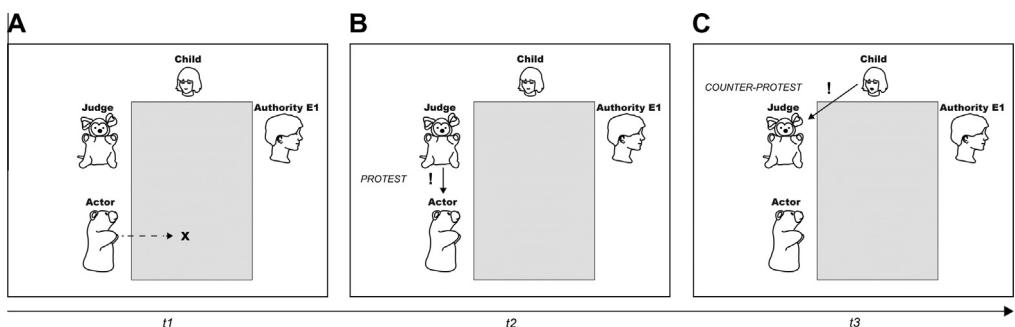 A
Child
Judge
Authority E1
Actor
x
t1
B
Child
Judge
Authority E1
PROTEST
!
Actor
t2
C
Child
COUNTER-PROTEST
!
Judge
Authority E1
Actor
t3